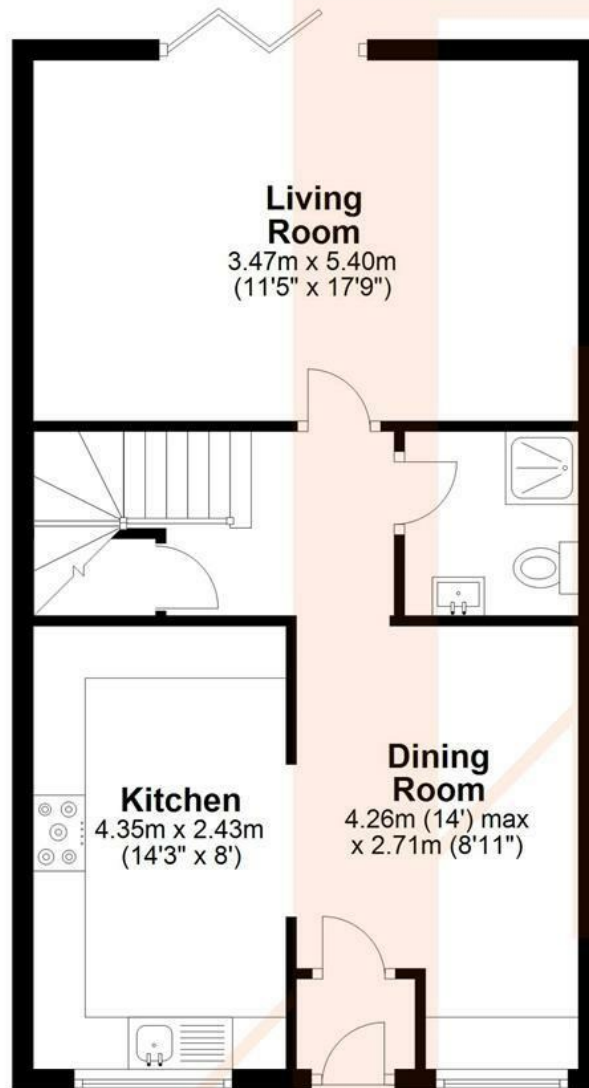 Living
Room
3.47m x 5.40m
(11'5" x 17'9")
Kitchen
4.35m x 2.43m
(14'3" x 8')
Dining
Room
4.26m (14') max
x 2.71m (8'11")